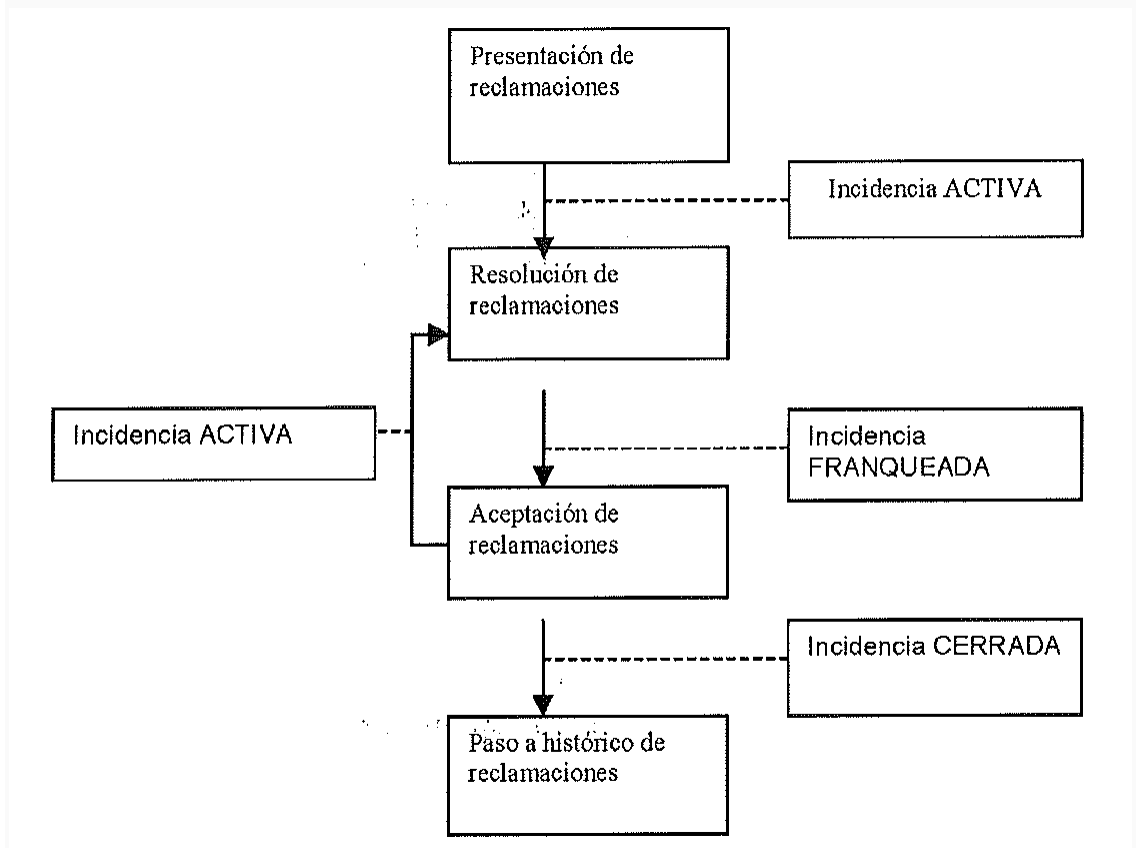 Presentación de
reclamaciones
Incidencia ACTIVA
Resolución de
reclamaciones
Incidencia ACTIVA
Incidencia
FRANQUEADA
Aceptación de
reclamaciones
Incidencia CERRADA
Paso a histórico de
reclamaciones